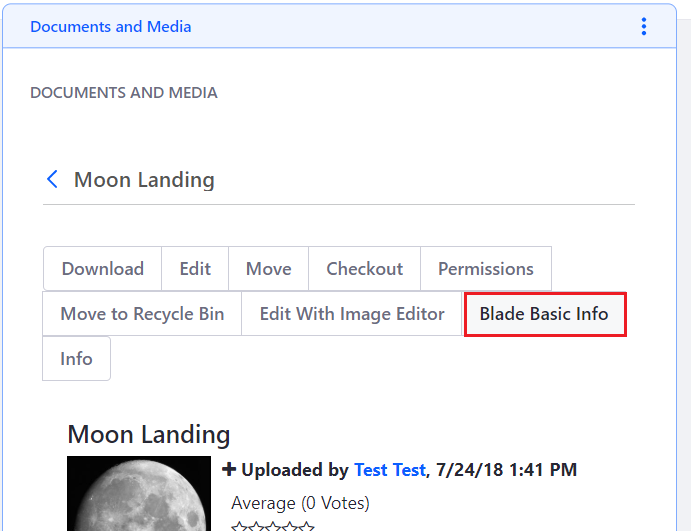 Documents and Media
DOCUMENTS AND MEDIA
Moon Landing
Download Edit Move Checkout Permissions
Move to Recycle Bin Edit With Image Editor Blade Basic Info
Info
Moon Landing
Uploaded by Test Test, 7/24/18 1:41 PM
Average (0 Votes)